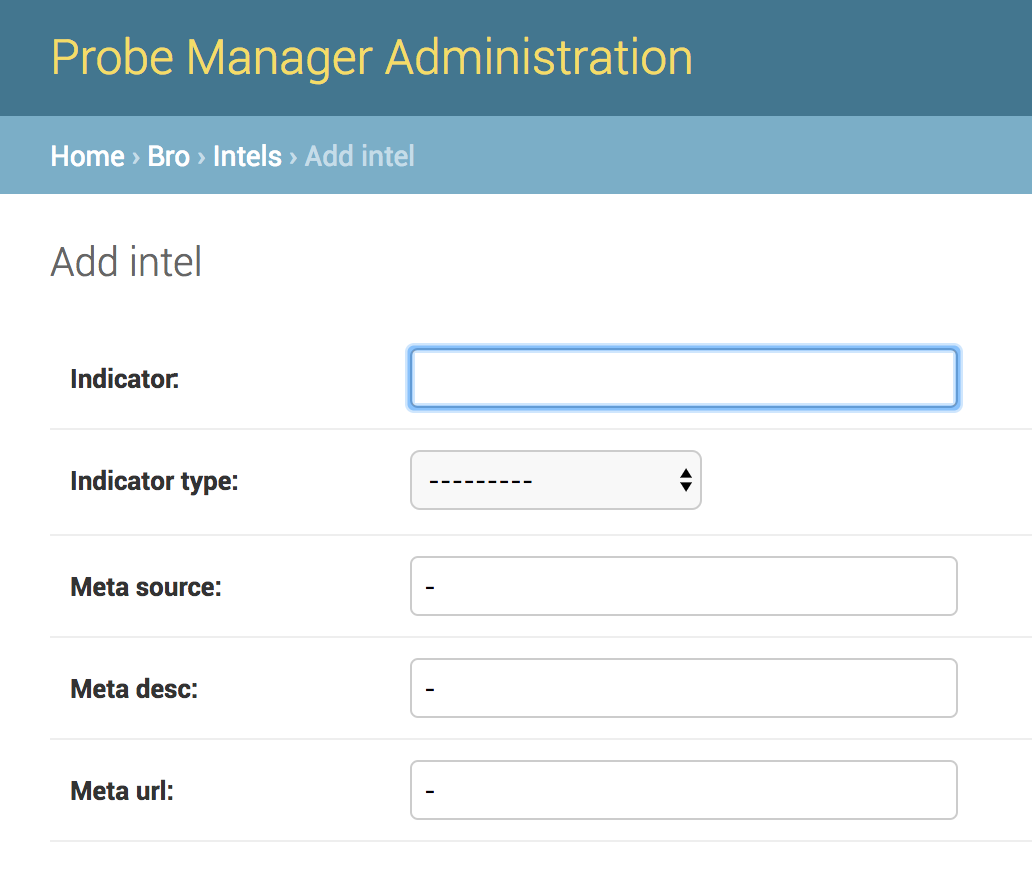 Probe Manager Administration
Home › Bro › Intels › Add intel
Add intel
Indicator:
Indicator type: ---------
Meta source: -
Meta desc: -
Meta url: -